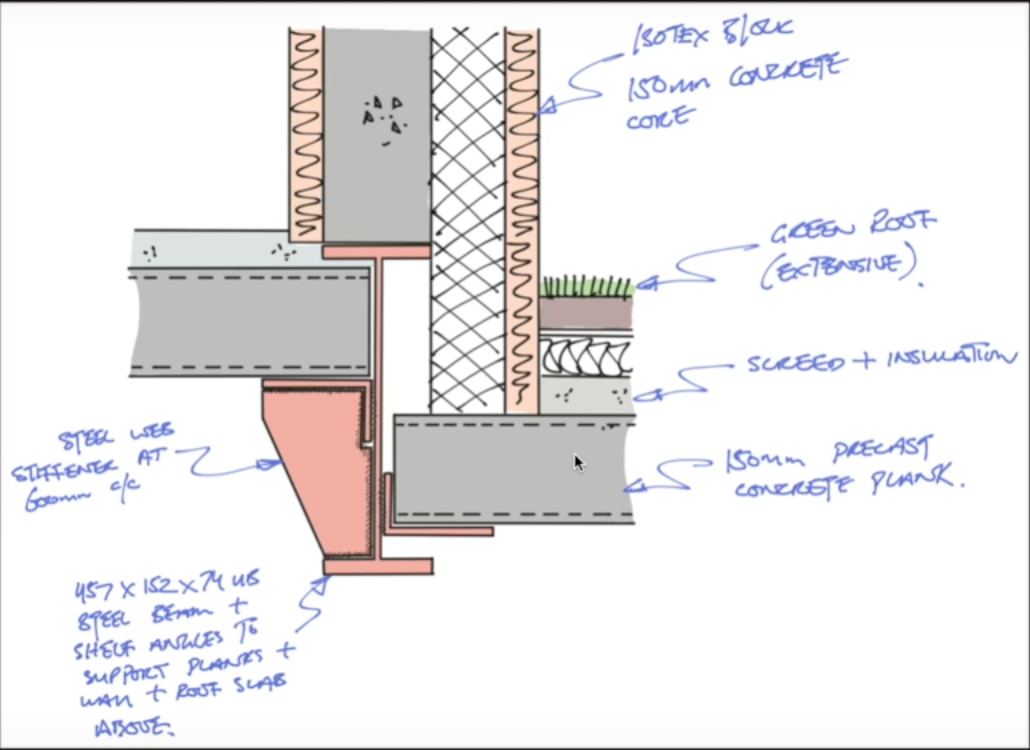 ISOTEX BLOCK
150mm CONCRETE
CORE
GREEN ROOF
(EXTENSIVE).
SCREED + INSULATION
150mm PRECAST
CONCRETE PLANK.
STEEL WEB
STIFFENER AT
600mm c/c
457 X 152 X 74 UB
STEEL BEAM +
SHELF ANGLES TO
SUPPORT PLANKS +
WALL + ROOF SLAB
ABOVE.